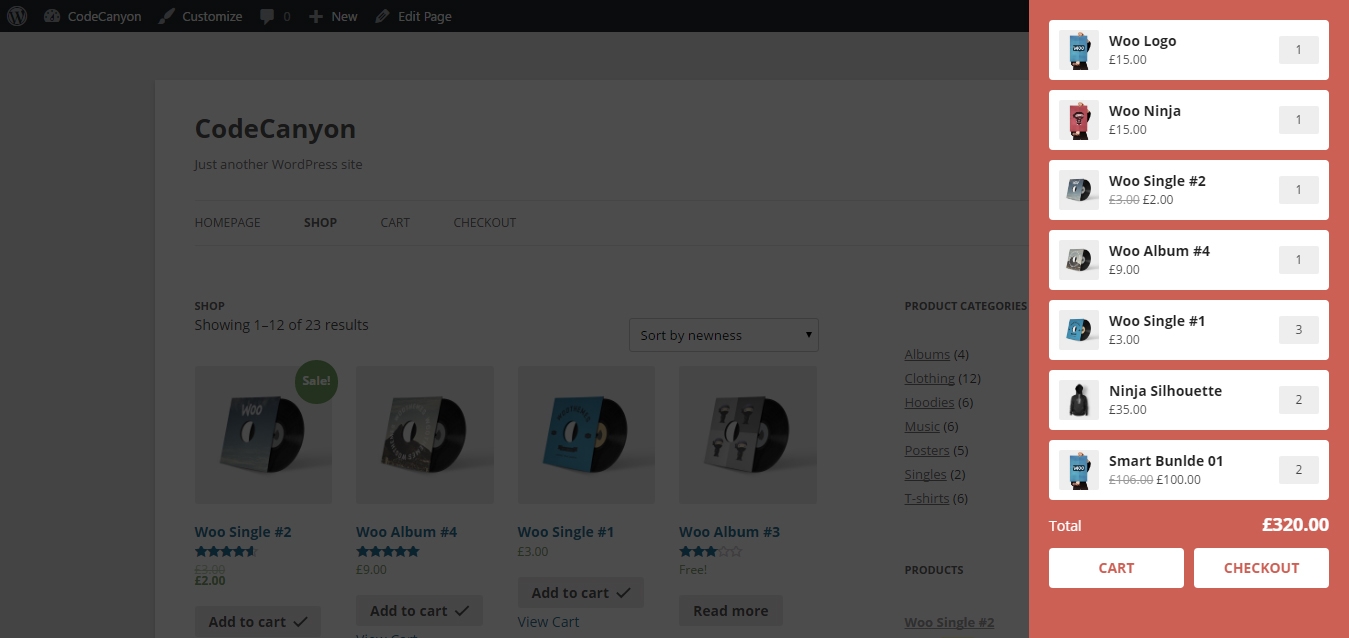 CodeCanyon Customize 0 New Edit Page
CodeCanyon
Just another WordPress site
HOMEPAGE SHOP CART CHECKOUT
SHOP
Showing 1–12 of 23 results
Sort by newness
Sale!
WOO
Woo Single #2
£3.00
£2.00
Add to cart
Woo Album #4
£9.00
Add to cart
View Cart
Woo Single #1
£3.00
Add to cart
View Cart
Woo Album #3
Free!
Read more
PRODUCT CATEGORIES
Albums (4)
Clothing (12)
Hoodies (6)
Music (6)
Posters (5)
Singles (2)
T-shirts (6)
PRODUCTS
Woo Single #2
Woo Logo
£15.00
1
Woo Ninja
£15.00
1
Woo Single #2
£3.00 £2.00
1
Woo Album #4
£9.00
1
Woo Single #1
£3.00
3
Ninja Silhouette
£35.00
2
Smart Bunlde 01
£106.00 £100.00
2
Total £320.00
CART CHECKOUT